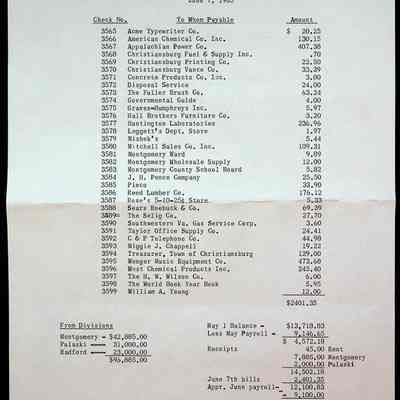 June 7, 1965
Check No. To Whom Payable Amount
3565 Acme Typewriter Co. $ 20.25
3566 American Chemical Co. Inc. 130.15
3567 Appalachian Power Co. 407.38
3568 Christiansburg Fuel & Supply Inc. .70
3569 Christiansburg Printing Co. 22.50
3570 Christiansburg Vance Co. 33.39
3571 Concrete Products Co. Inc. 3.00
3572 Disposal Service 24.00
3573 The Fuller Brush Co. 63.24
3574 Governmental Guide 4.00
3575 Graves-Humphreys Inc. 5.97
3576 Hall Brothers Furniture Co. 3.20
3577 Huntington Laboratories 236.96
3578 Leggett's Dept. Store 1.97
3579 5.44
3580 Mitchell Sales Co. Inc. 109.31
3581 Montgomery Ward 9.09
3582 Montgomery Wholesale Supply 12.00
3583 Montgomery County School Board 5.82
3584 J. H. Pence Company 25.50
3585 33.90
3586 Reed Lumber Co. 176.12
3587 Rose's 5-10-25¢ Store 5.33
3588 Sears Roebuck & Co. 69.39
3589 The Selig Co. 27.70
3590 Southwestern Va. Gas Service Corp. 3.60
3591 Taylor Office Supply Co. 24.41
3592 C & P Telephone Co. 44.98
3593 Higgie J. Chappell 19.22
3594 Treasurer, Town of Christiansburg 129.00
3595 Wenger Music Equipment Co. 473.68
3596 West Chemical Products Inc. 243.40
3597 The H. W. Wilson Co. 6.00
3598 The World Book Year Book 5.95
3599 William A. Young 12.00
$2401.35
From Divisions
Montgomery - $42,885.00
Pulaski - 31,000.00
Radford - 23,000.00
$96,885.00
May 1 Balance - $13,718.83
Less May Payroll - 9,146.65
$ 4,572.18
Receipts 45.00 Rent
7,885.00 Montgomery
2,000.00 Pulaski
14,502.18
June 7th bills 2,401.35
12,100.83
Appr. June payroll- - 9,100.00